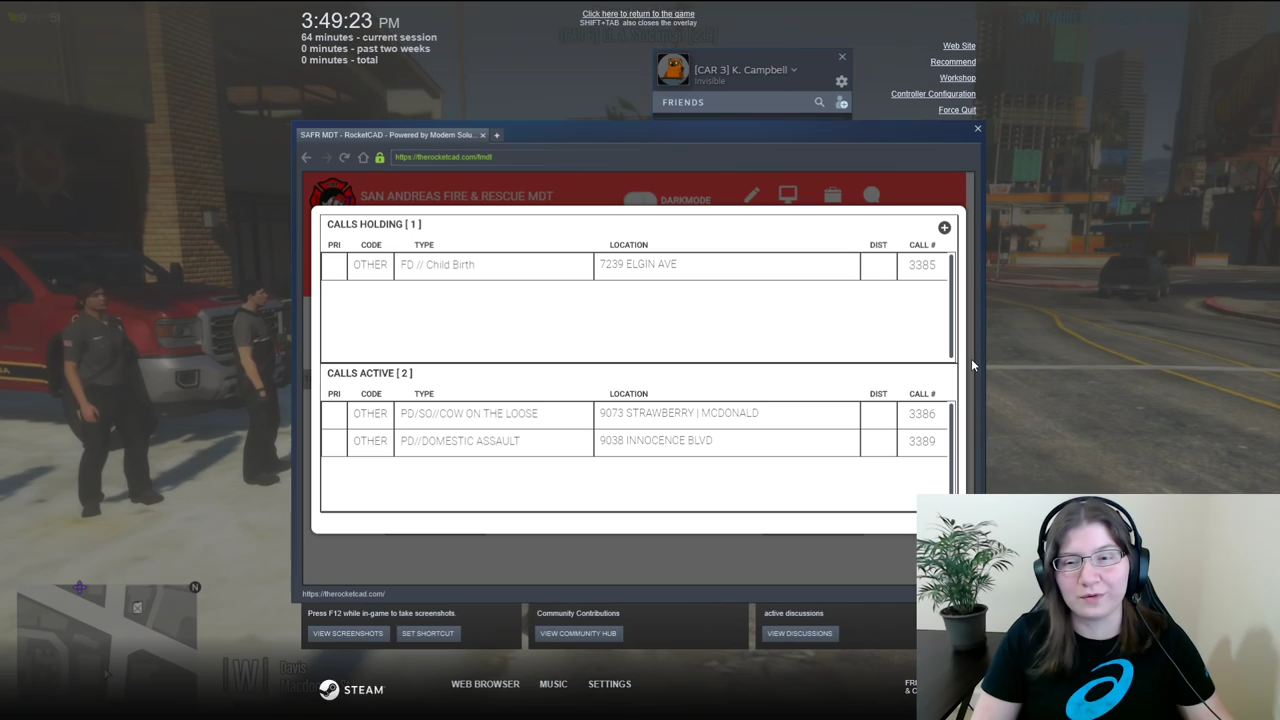 3:49:23 PM
64 minutes - current session
0 minutes - past two weeks
0 minutes - total
Click here to return to the game
SHIFT+TAB also closes the overlay
[CAR 3] K. Campbell
Invisible
FRIENDS
Web Site
Recommend
Workshop
Controller Configuration
Force Quit
SAFR MDT - RocketCAD - Powered by Modern Solu...
https://therocketcad.com/fmdt
SAN ANDREAS FIRE & RESCUE MDT
DARKMODE
CALLS HOLDING [ 1 ]
PRI CODE TYPE LOCATION DIST CALL #
OTHER FD // Child Birth 7239 ELGIN AVE 3385
CALLS ACTIVE [ 2 ]
PRI CODE TYPE LOCATION DIST CALL #
OTHER PD/SO//COW ON THE LOOSE 9073 STRAWBERRY | MCDONALD 3386
OTHER PD//DOMESTIC ASSAULT 9038 INNOCENCE BLVD 3389
https://therocketcad.com/
Press F12 while in-game to take screenshots.
VIEW SCREENSHOTS
SET SHORTCUT
Community Contributions
VIEW COMMUNITY HUB
active discussions
VIEW DISCUSSIONS
N
[W]
Davis
STEAM
WEB BROWSER
MUSIC
SETTINGS